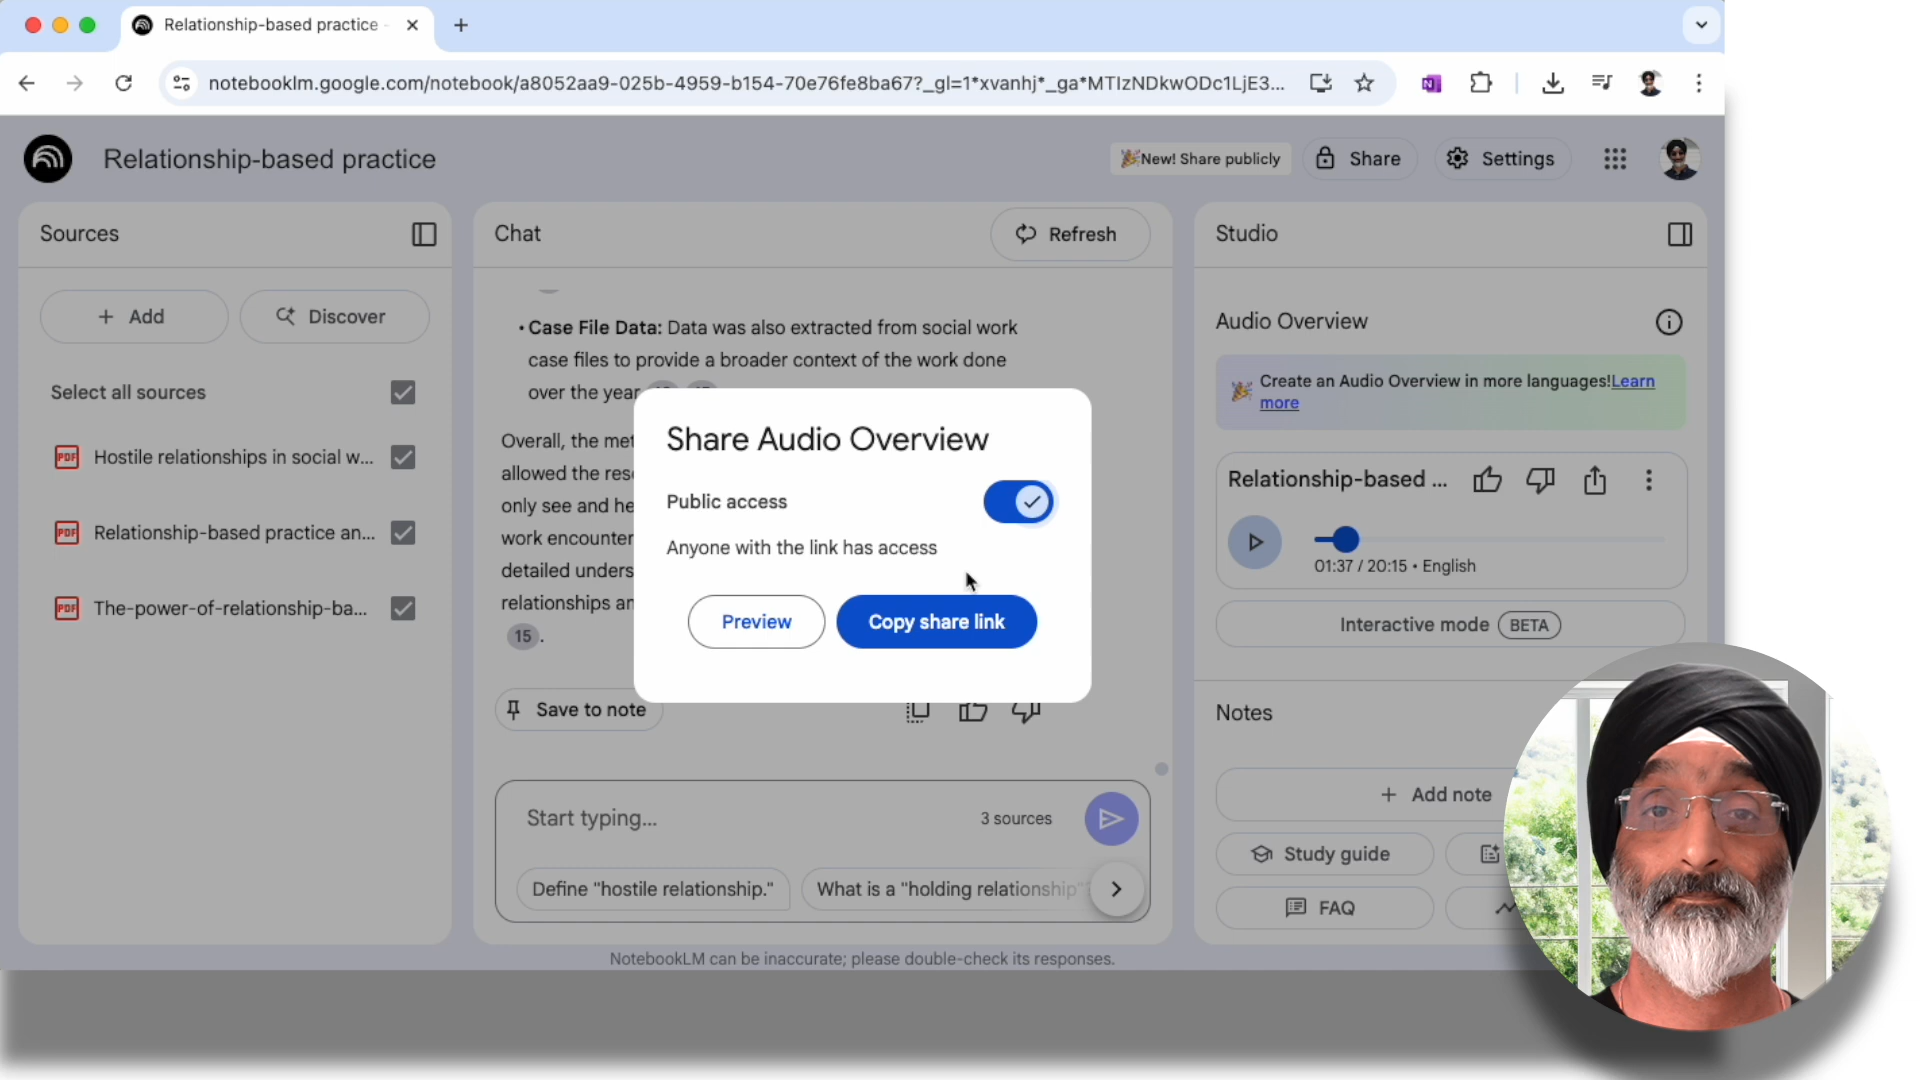 Relationship-based practice -
notebooklm.google.com/notebook/a8052aa9-025b-4959-b154-70e76fe8ba67?_gl=1*xvanhj*_ga*MTIzNDkwODc1LjE3...
Relationship-based practice
New! Share publicly
Share
Settings
Sources
Add
Discover
Select all sources
PDF Hostile relationships in social w...
PDF Relationship-based practice an...
PDF The-power-of-relationship-ba...
Chat
Refresh
• Case File Data: Data was also extracted from social work
case files to provide a broader context of the work done
over the year
Overall, the
allowed the
only see and
work encounter
detailed
relationships
15 .
Save to note
Start typing...
3 sources
Define "hostile relationship."
What is a "holding relationship"
NotebookLM can be inaccurate; please double-check its responses.
Share Audio Overview
Public access
Anyone with the link has access
Preview
Copy share link
Studio
Audio Overview
Create an Audio Overview in more languages!Learn
more
Relationship-based ...
01:37 / 20:15 • English
Interactive mode BETA
Notes
Add note
Study guide
FAQ